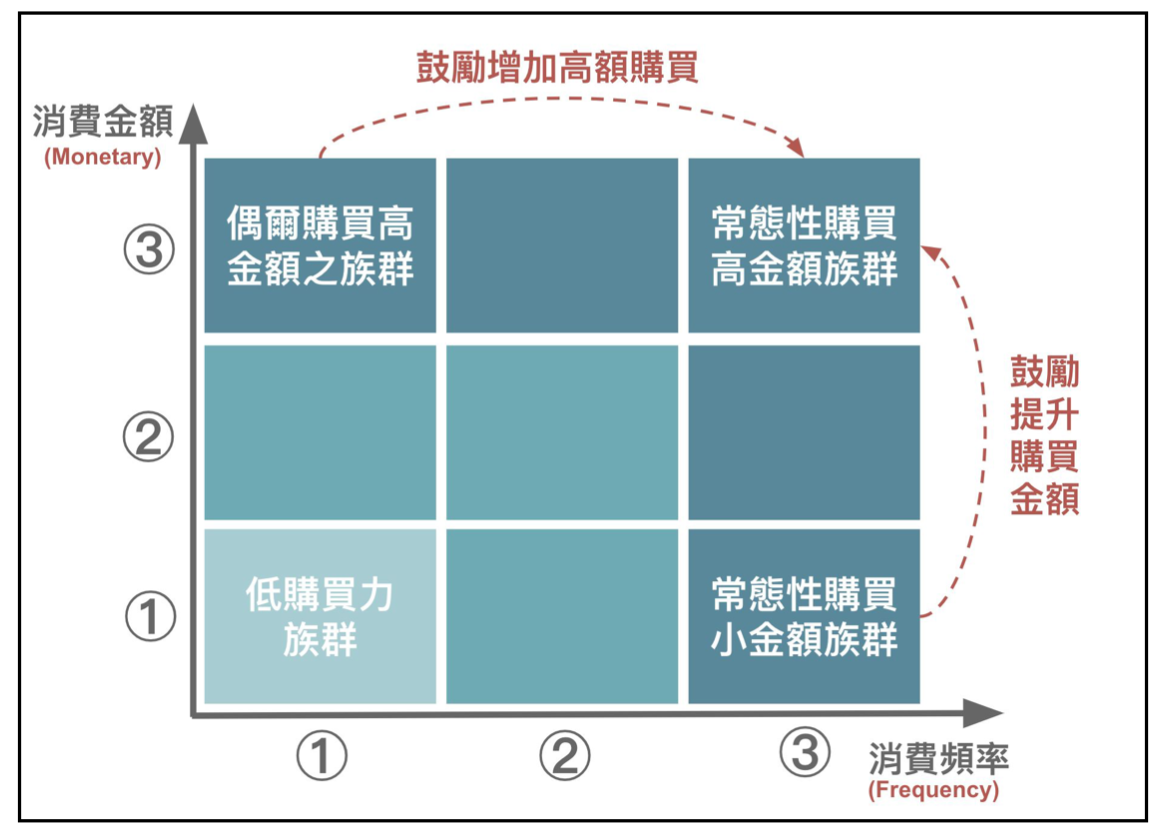 鼓勵增加高額購買
消費金額
(Monetary)
③
偶爾購買高
金額之族群
常態性購買
高金額族群
②
鼓勵
提升
購買
金額
①
低購買力
族群
常態性購買
小金額族群
①
②
③
消費頻率
(Frequency)